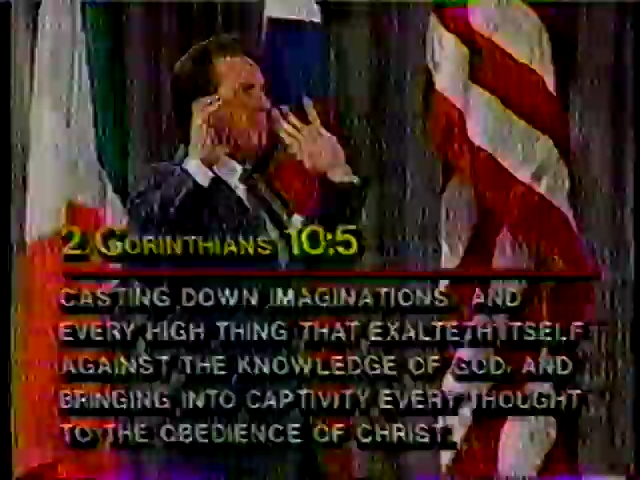 2 CORINTHIANS 10:5
CASTING DOWN IMAGINATIONS, AND
EVERY HIGH THING THAT EXALTETH ITSELF
AGAINST THE KNOWLEDGE OF GOD, AND
BRINGING INTO CAPTIVITY EVERY THOUGHT
TO THE OBEDIENCE OF CHRIST;